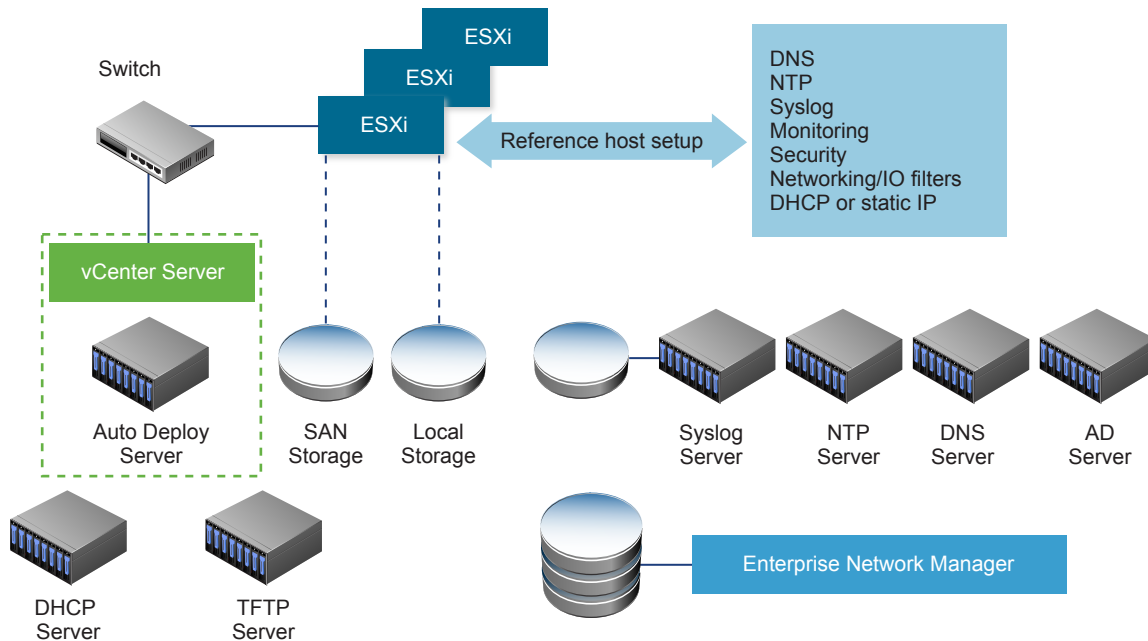 ESXi
ESXi
ESXi
Switch
Reference host setup
DNS
NTP
Syslog
Monitoring
Security
Networking/IO filters
DHCP or static IP
vCenter Server
Auto Deploy
Server
SAN
Storage
Local
Storage
Syslog
Server
NTP
Server
DNS
Server
AD
Server
DHCP
Server
TFTP
Server
Enterprise Network Manager